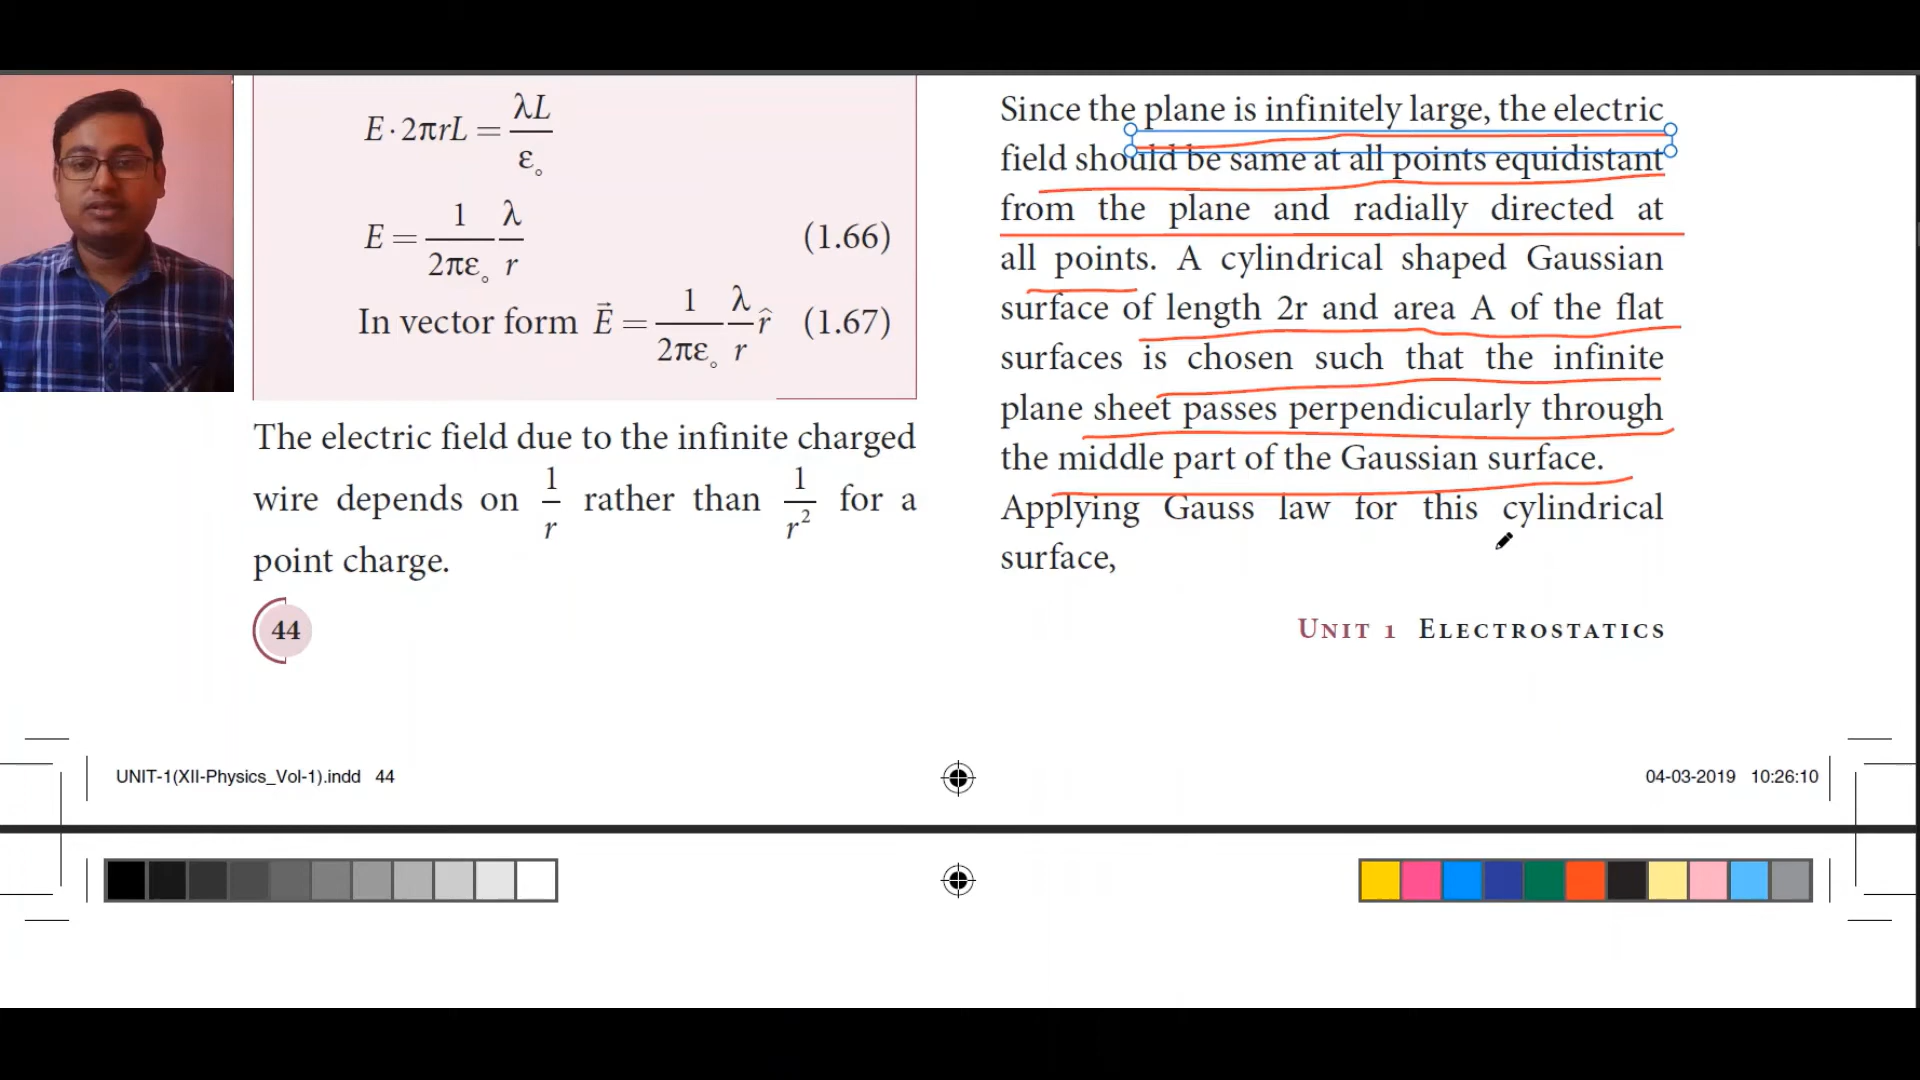 E · 2πrL = λL / ε∘
E = 1/2πε∘ λ/r (1.66)
In vector form E⃗ = 1/2πε∘ λ/r r̂ (1.67)
The electric field due to the infinite charged
wire depends on 1/r rather than 1/r² for a
point charge.
44
Since the plane is infinitely large, the electric
field should be same at all points equidistant
from the plane and radially directed at
all points. A cylindrical shaped Gaussian
surface of length 2r and area A of the flat
surfaces is chosen such that the infinite
plane sheet passes perpendicularly through
the middle part of the Gaussian surface.
Applying Gauss law for this cylindrical
surface,
UNIT 1 ELECTROSTATICS
UNIT-1(XII-Physics_Vol-1).indd 44
04-03-2019 10:26:10